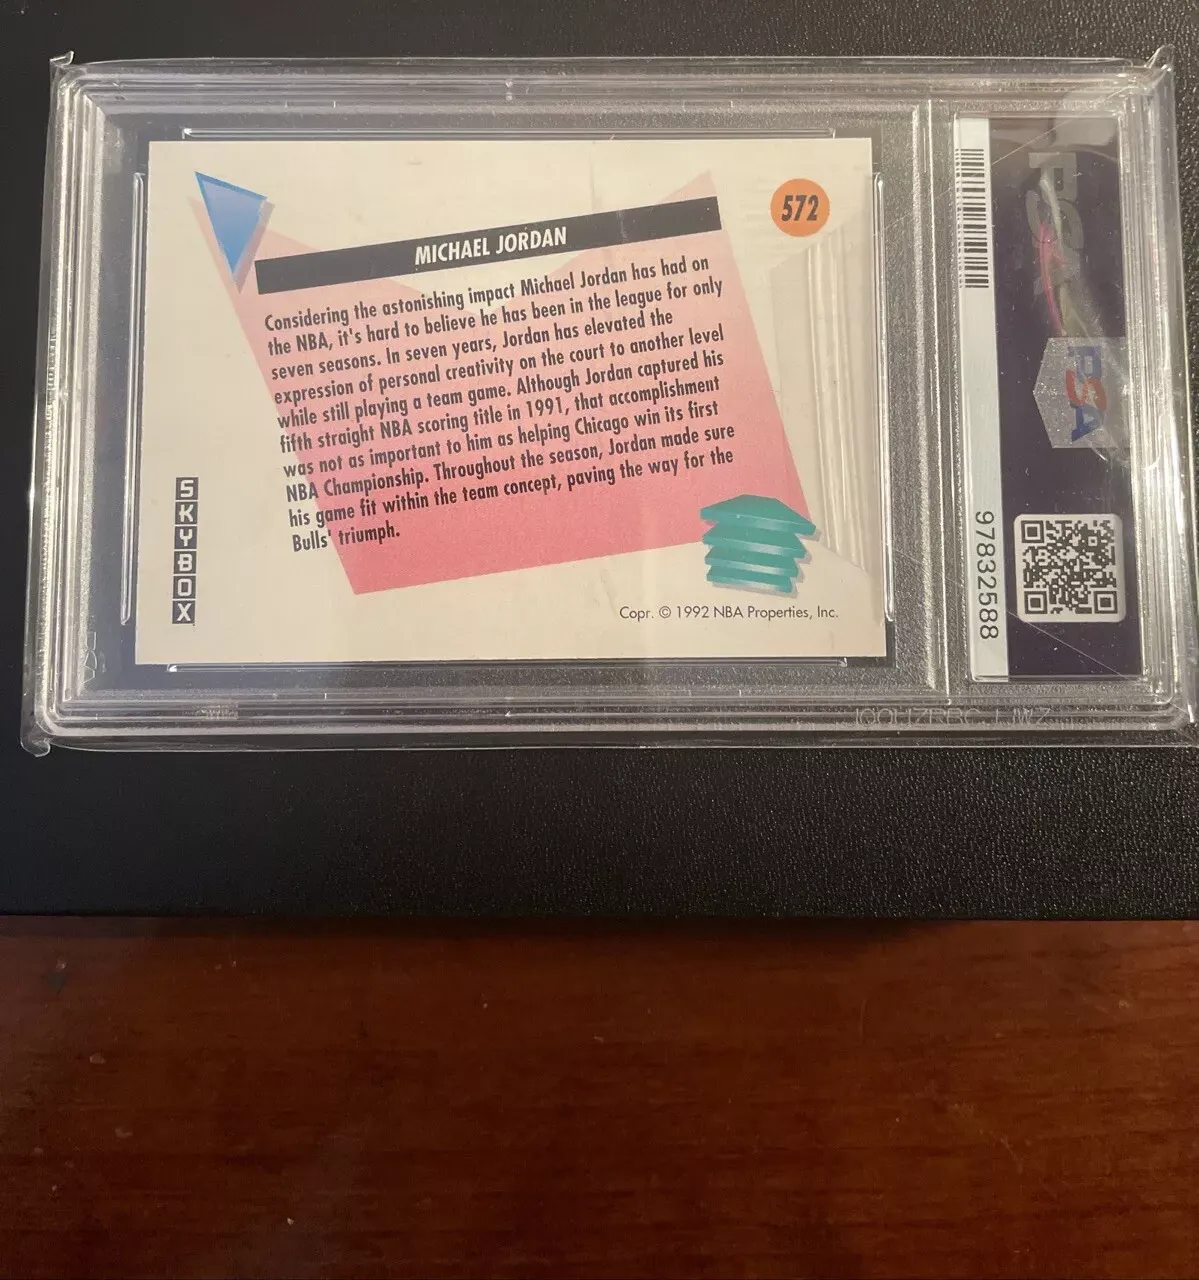 572
MICHAEL JORDAN
Considering the astonishing impact Michael Jordan has had on
the NBA, it's hard to believe he has been in the league for only
seven seasons. In seven years, Jordan has elevated the
expression of personal creativity on the court to another level
while still playing a team game. Although Jordan captured his
fifth straight NBA scoring title in 1991, that accomplishment
was not as important to him as helping Chicago win its first
NBA Championship. Throughout the season, Jordan made sure
his game fit within the team concept, paving the way for the
Bulls' triumph.
SKYBOX
Copr. © 1992 NBA Properties, Inc.
PSA
PSA
97832588